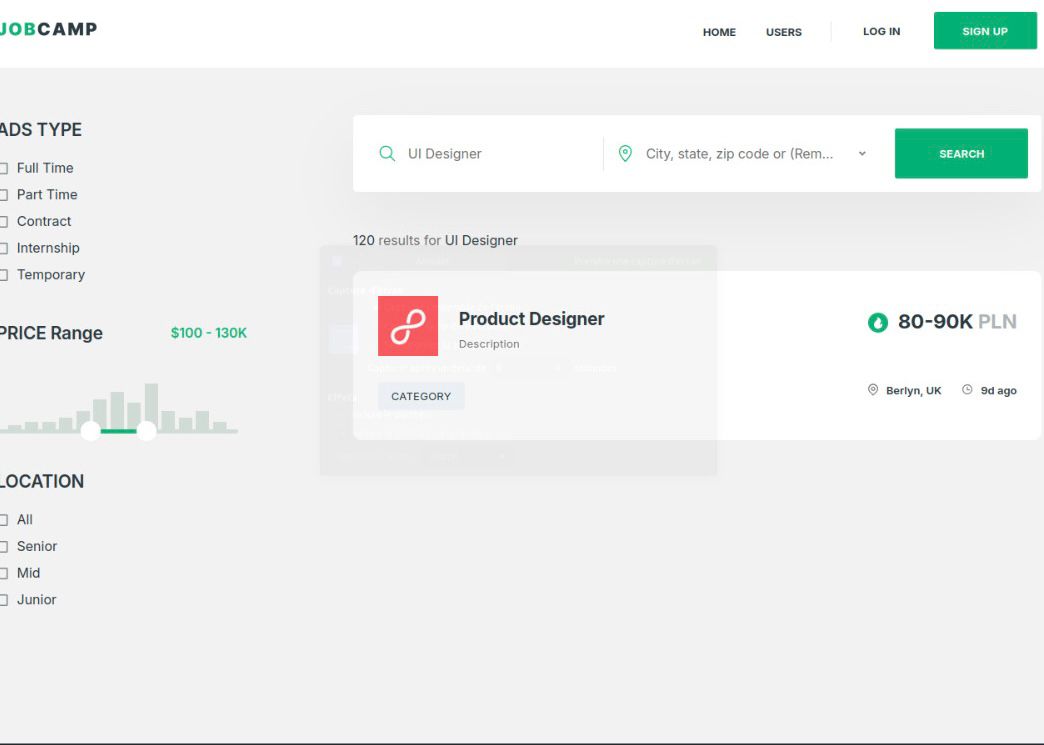 JOBCAMP
HOME
USERS
LOG IN
SIGN UP
ADS TYPE
Full Time
Part Time
Contract
Internship
Temporary
PRICE Range
$100 - 130K
LOCATION
All
Senior
Mid
Junior
UI Designer
City, state, zip code or (Rem...
SEARCH
120 results for UI Designer
Product Designer
Description
CATEGORY
80-90K PLN
Berlyn, UK
9d ago